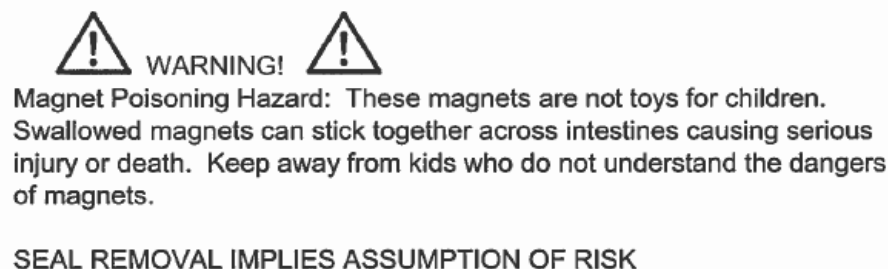 WARNING!
Magnet Poisoning Hazard: These magnets are not toys for children.
Swallowed magnets can stick together across intestines causing serious
injury or death. Keep away from kids who do not understand the dangers
of magnets.
SEAL REMOVAL IMPLIES ASSUMPTION OF RISK